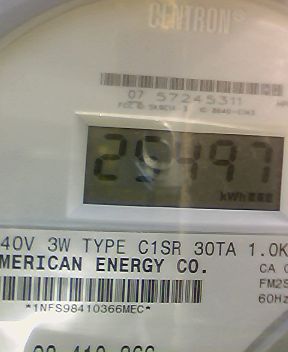 CENTRON®
07 57245311
29497
kWh
40V 3W TYPE C1SR 30TA 1.0K
MERICAN ENERGY CO.
CA
FM2S
60Hz
*1NFS98410366MEC*